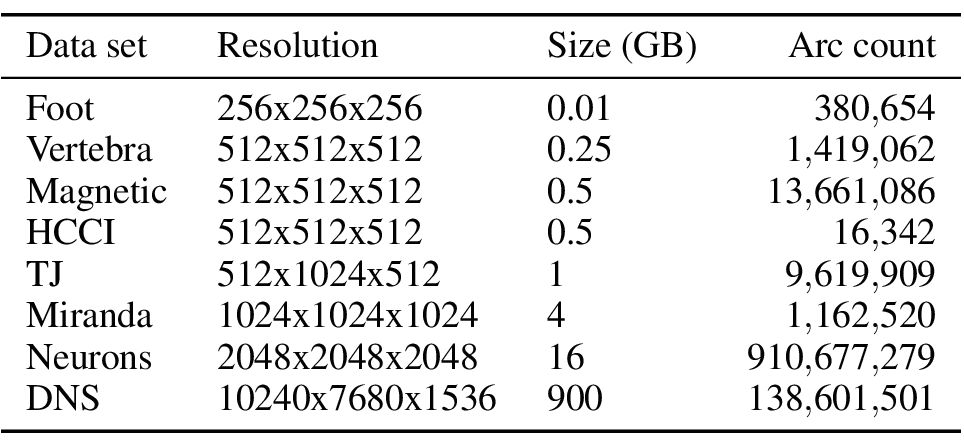 Data set Resolution Size (GB) Arc count
Foot 256x256x256 0.01 380,654
Vertebra 512x512x512 0.25 1,419,062
Magnetic 512x512x512 0.5 13,661,086
HCCI 512x512x512 0.5 16,342
TJ 512x1024x512 1 9,619,909
Miranda 1024x1024x1024 4 1,162,520
Neurons 2048x2048x2048 16 910,677,279
DNS 10240x7680x1536 900 138,601,501